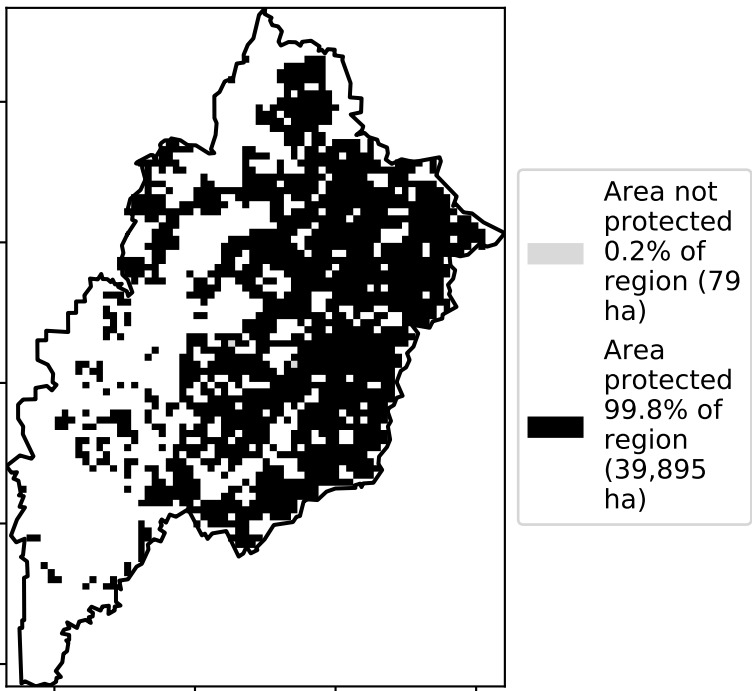 Area not
protected
0.2% of
region (79
ha)
Area
protected
99.8% of
region
(39,895
ha)